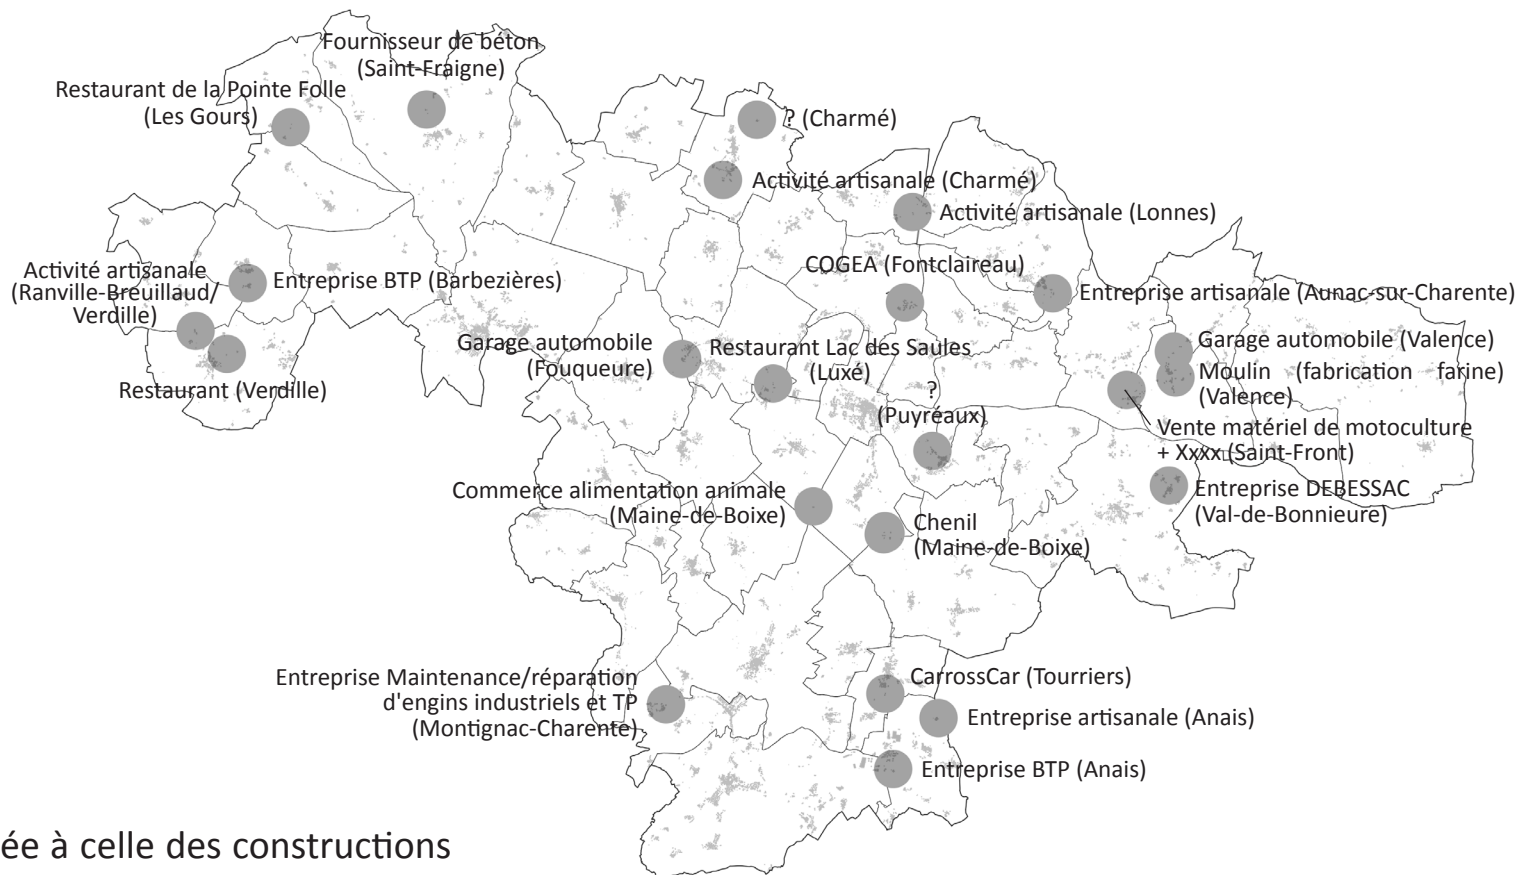 Fournisseur de béton
(Saint-Fraigne)
Restaurant de la Pointe Folle
(Les Gours)
? (Charmé)
Activité artisanale (Charmé)
Activité artisanale (Lonnes)
COGEA (Fontclaireau)
Activité artisanale
(Ranville-Breuillaud/
Verdille)
Entreprise BTP (Barbezières)
Entreprise artisanale (Aunac-sur-Charente)
Restaurant (Verdille)
Garage automobile
(Fouqueure)
Restaurant Lac des Saules
(Luxé)
Garage automobile (Valence)
Moulin (fabrication farine)
(Valence)
?
(Puyréaux)
Vente matériel de motoculture
+ Xxxx (Saint-Front)
Commerce alimentation animale
(Maine-de-Boixe)
Entreprise DEBESSAC
(Val-de-Bonnieure)
Chenil
(Maine-de-Boixe)
Entreprise Maintenance/réparation
d'engins industriels et TP
(Montignac-Charente)
CarrossCar (Tourriers)
Entreprise artisanale (Anais)
Entreprise BTP (Anais)
ée à celle des constructions